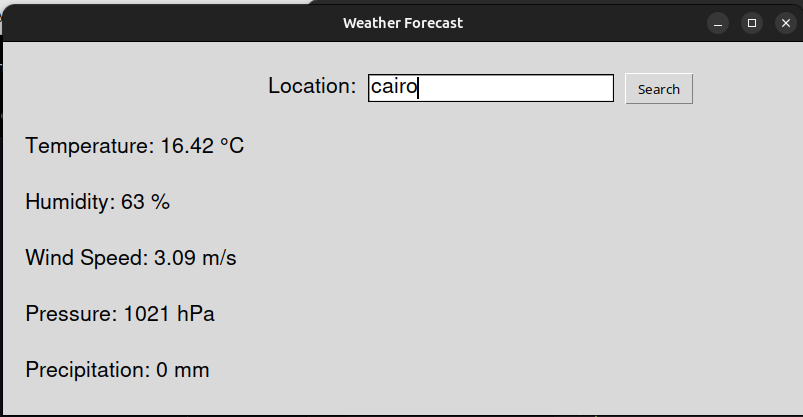 Weather Forecast
Location: cairo Search
Temperature: 16.42 °C
Humidity: 63 %
Wind Speed: 3.09 m/s
Pressure: 1021 hPa
Precipitation: 0 mm